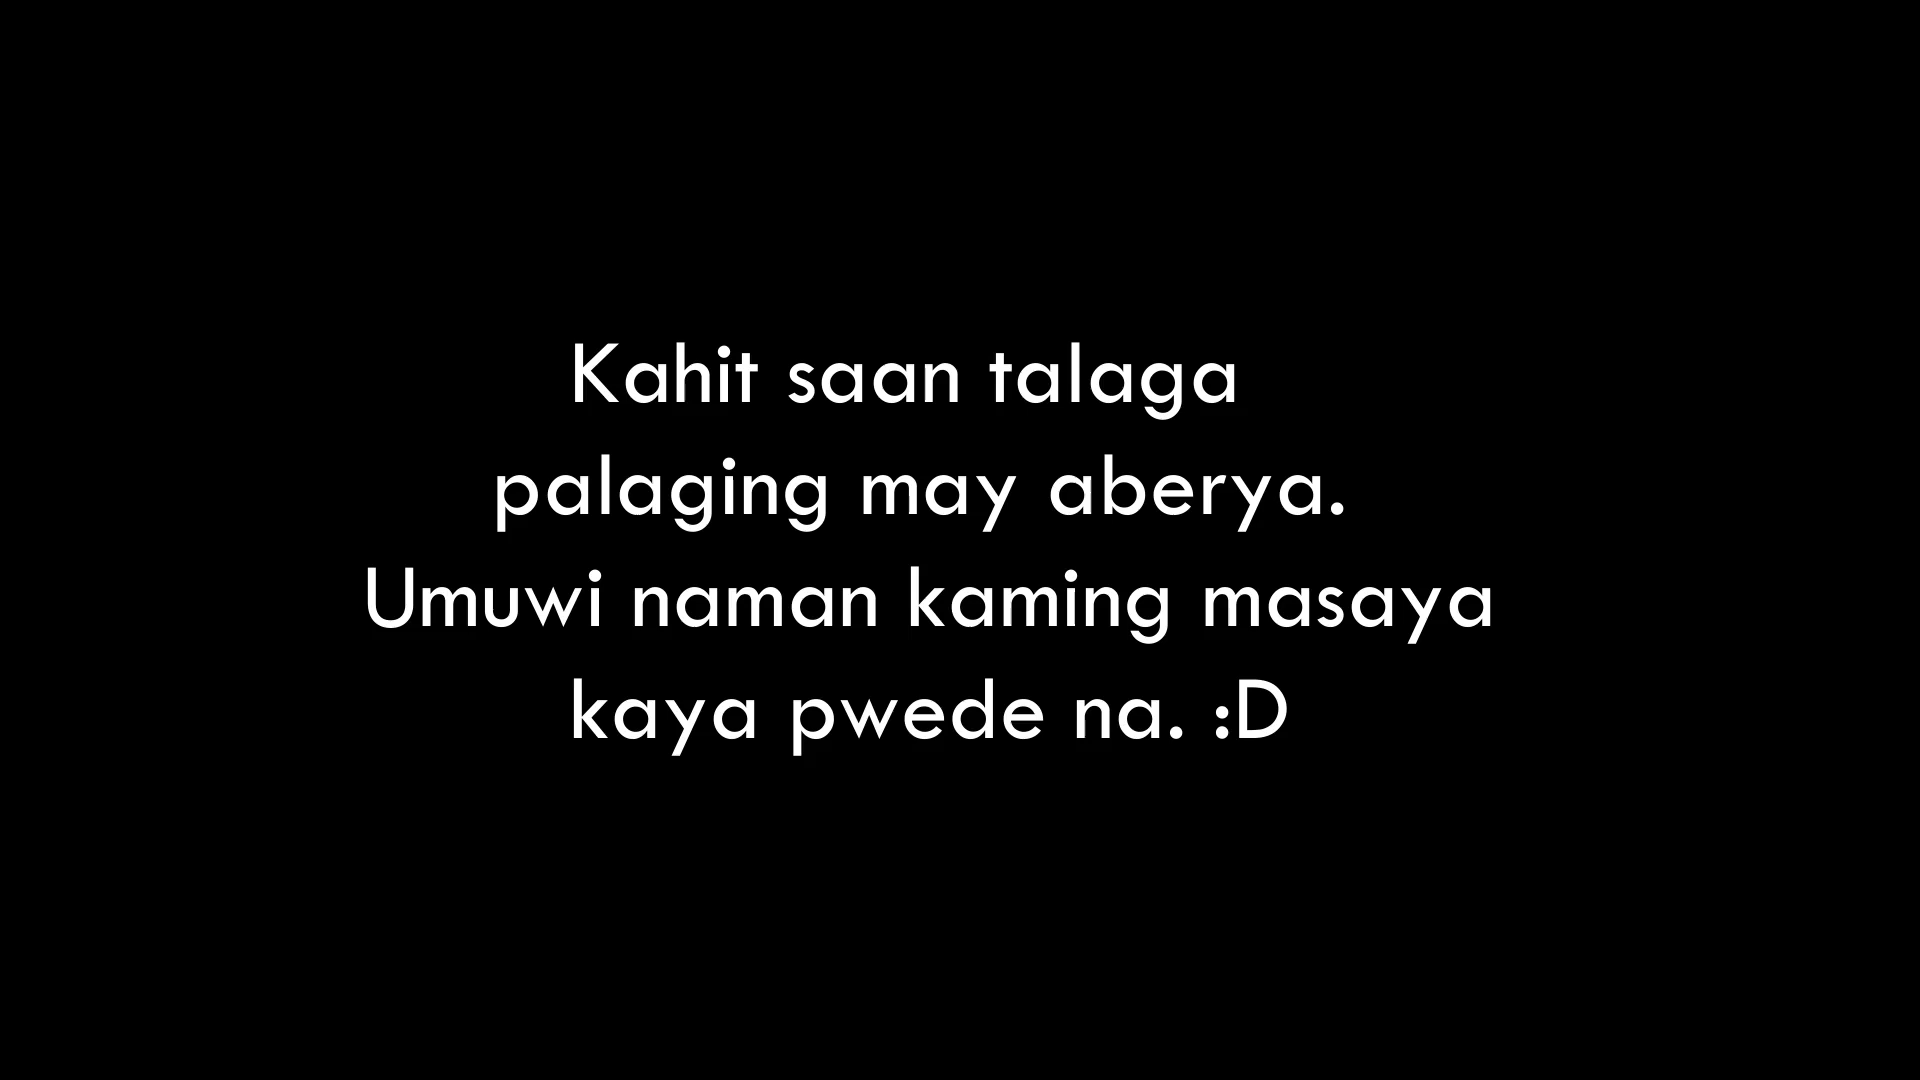 Kahit saan talaga
palaging may aberya.
Umuwi naman kaming masaya
kaya pwede na. :D